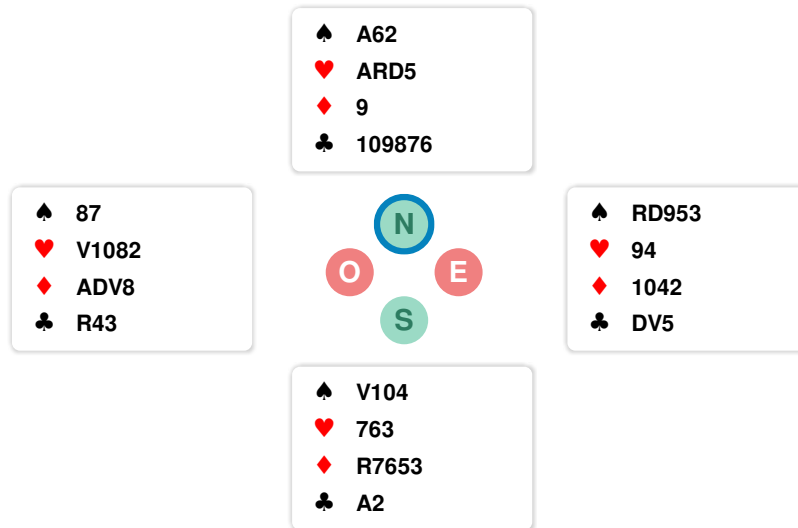 ♠ A62
♥ ARD5
♦ 9
♣ 109876
♠ 87
♥ V1082
♦ ADV8
♣ R43
N
O
E
S
♠ RD953
♥ 94
♦ 1042
♣ DV5
♠ V104
♥ 763
♦ R7653
♣ A2